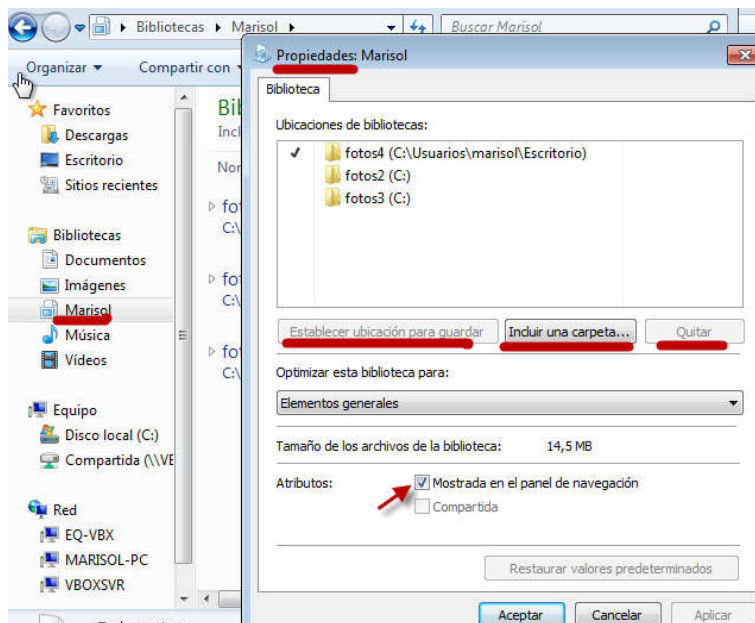 Bibliotecas Marisol
Buscar Marisol
Organizar
Compartir con
Favoritos
Descargas
Escritorio
Sitios recientes
Bibliotecas
Documentos
Imágenes
Marisol
Música
Vídeos
Equipo
Disco local (C:)
Compartida (\\VE
Red
EQ-VBX
MARISOL-PC
VBOXSVR
Propiedades: Marisol
Biblioteca
Ubicaciones de bibliotecas:
fotos4 (C:\Usuarios\marisol\Escritorio)
fotos2 (C:)
fotos3 (C:)
Establecer ubicación para guardar
Incluir una carpeta...
Quitar
Optimizar esta biblioteca para:
Elementos generales
Tamaño de los archivos de la biblioteca: 14,5 MB
Atributos:
Mostrada en el panel de navegación
Compartida
Restaurar valores predeterminados
Aceptar
Cancelar
Aplicar